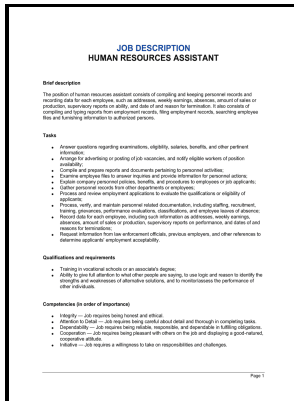 JOB DESCRIPTION
HUMAN RESOURCES ASSISTANT
Brief description
The position of human resources assistant consists of compiling and keeping personnel records and
recording data for each employee, such as addresses, weekly earnings, absences, amount of sales or
production, supervisory reports on ability, and date of and reason for termination. It also consists of
compiling and typing reports from employment records, filing employment records, searching employee
files and furnishing information to authorized persons.
Tasks
• Answer questions regarding examinations, eligibility, salaries, benefits, and other pertinent
information;
• Arrange for advertising or posting of job vacancies, and notify eligible workers of position
availability;
• Compile and prepare reports and documents pertaining to personnel activities;
• Examine employee files to answer inquiries and provide information for personnel actions;
• Explain company personnel policies, benefits, and procedures to employees or job applicants;
• Gather personnel records from other departments or employees;
• Process and review employment applications to evaluate the qualifications or eligibility of
applicants;
• Process, verify, and maintain personnel related documentation, including staffing, recruitment,
training, grievances, performance evaluations, classifications, and employee leaves of absence;
• Record data for each employee, including such information as addresses, weekly earnings,
absences, amount of sales or production, supervisory reports on performance, and dates of and
reasons for terminations;
• Request information from law enforcement officials, previous employers, and other references to
determine applicants' employment acceptability.
Qualifications and requirements
• Training in vocational schools or an associate's degree;
• Ability to give full attention to what other people are saying, to use logic and reason to identify the
strengths and weaknesses of alternative solutions, and to monitor/assess the performance of
other individuals.
Competencies (in order of importance)
• Integrity — Job requires being honest and ethical.
• Attention to Detail — Job requires being careful about detail and thorough in completing tasks.
• Dependability — Job requires being reliable, responsible, and dependable in fulfilling obligations.
• Cooperation — Job requires being pleasant with others on the job and displaying a good-natured,
cooperative attitude.
• Initiative — Job requires a willingness to take on responsibilities and challenges.
Page 1